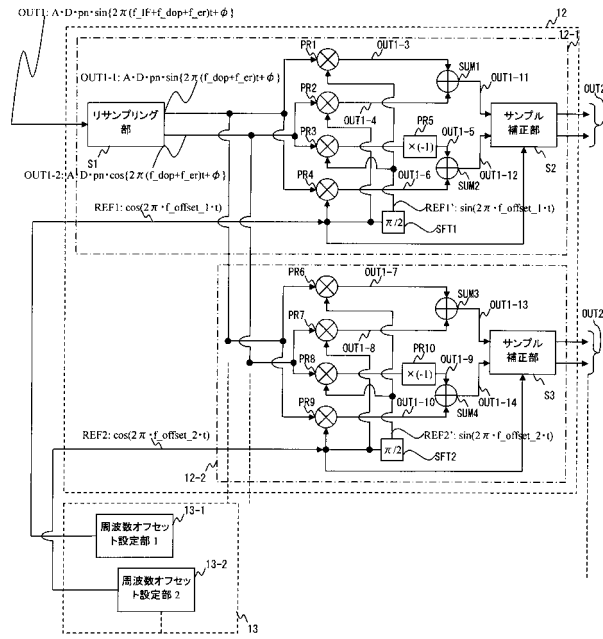 OUT1: A・D・pn・sin{2π(f_IF+f_dop+f_er)t+φ}
12
12-1
PR1
OUT1-3
SUM1
OUT1-1: A・D・pn・sin{2π(f_dop+f_er)t+φ}
OUT1-11
OUT2
PR2
リサンプリング部
OUT1-4
サンプル補正部
PR3
PR5
OUT1-5
×(-1)
S1
S2
OUT1-6
OUT1-12
OUT1-2: A・D・pn・cos{2π(f_dop+f_er)t+φ}
PR4
SUM2
REF1: cos(2π・f_offset_1・t)
REF1': sin(2π・f_offset_1・t)
π/2
SFT1
PR6
OUT1-7
SUM3
OUT1-13
OUT2
PR7
OUT1-8
サンプル補正部
PR8
PR10
OUT1-9
×(-1)
S3
OUT1-10
OUT1-14
PR9
SUM4
REF2: cos(2π・f_offset_2・t)
REF2': sin(2π・f_offset_2・t)
π/2
SFT2
12-2
13-1
周波数オフセット設定部1
13-2
周波数オフセット設定部2
13